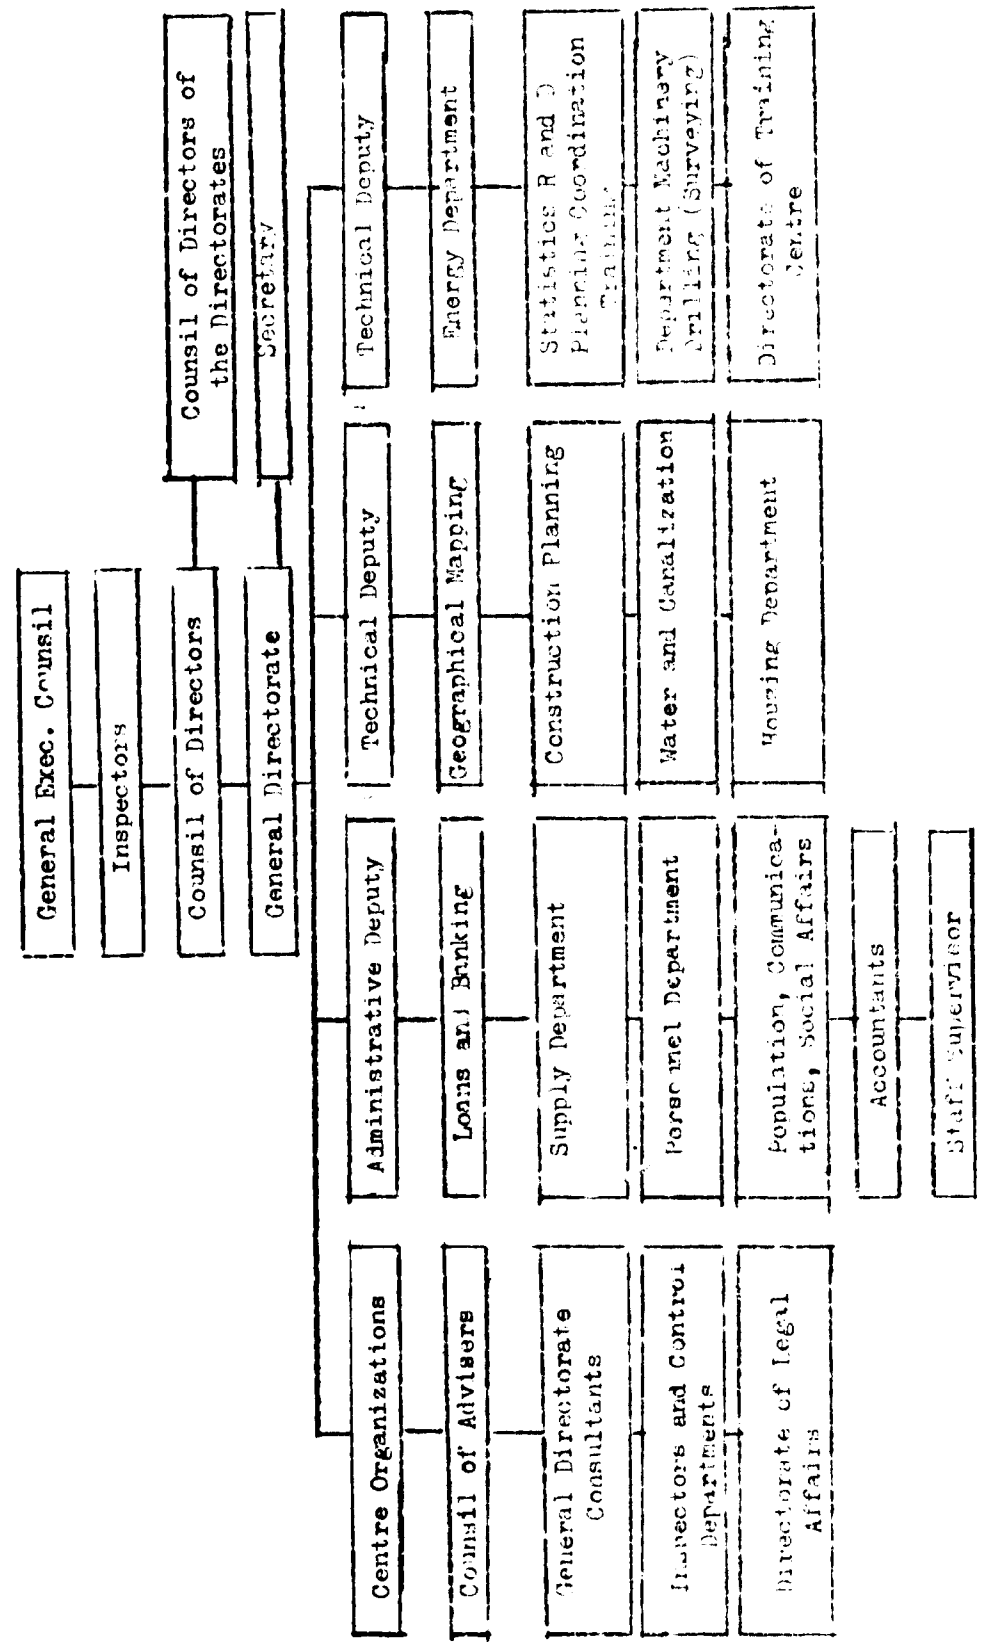 General Exec. Counsil
Inspectors
Counsil of Directors
Counsil of Directors of
the Directorates
General Directorate
Secretary
Centre Organizations
Counsil of Advisers
General Directorate
Consultants
Inspectors and Control
Departments
Directorate of Legal
Affairs
Administrative Deputy
Loans and Banking
Supply Department
Personnel Department
Population, Communica-
tions, Social Affairs
Accountants
Staff Supervisor
Technical Deputy
Geographical Mapping
Construction Planning
Water and Canalization
Housing Department
Technical Deputy
Energy Department
Statistics R and D
Planning Coordination
Training
Department Machinery
Drilling (Surveying)
Directorate of Training
Centre